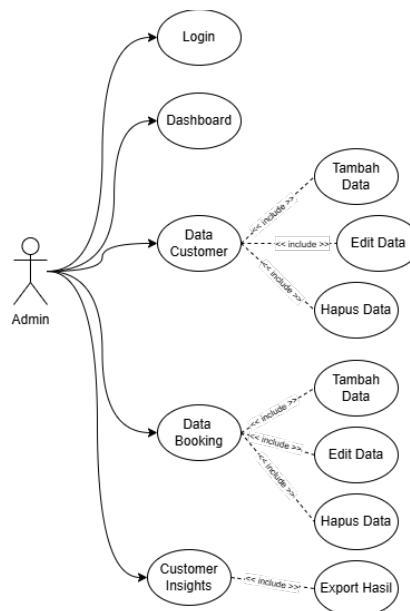 Login
Dashboard
Tambah
Data
<< include >>
Data
Customer
<< include >>
Edit Data
<< include >>
Hapus Data
Admin
Tambah
Data
<< include >>
Data
Booking
<< include >>
Edit Data
<< include >>
Hapus Data
Customer
Insights
<< include >>
Export Hasil